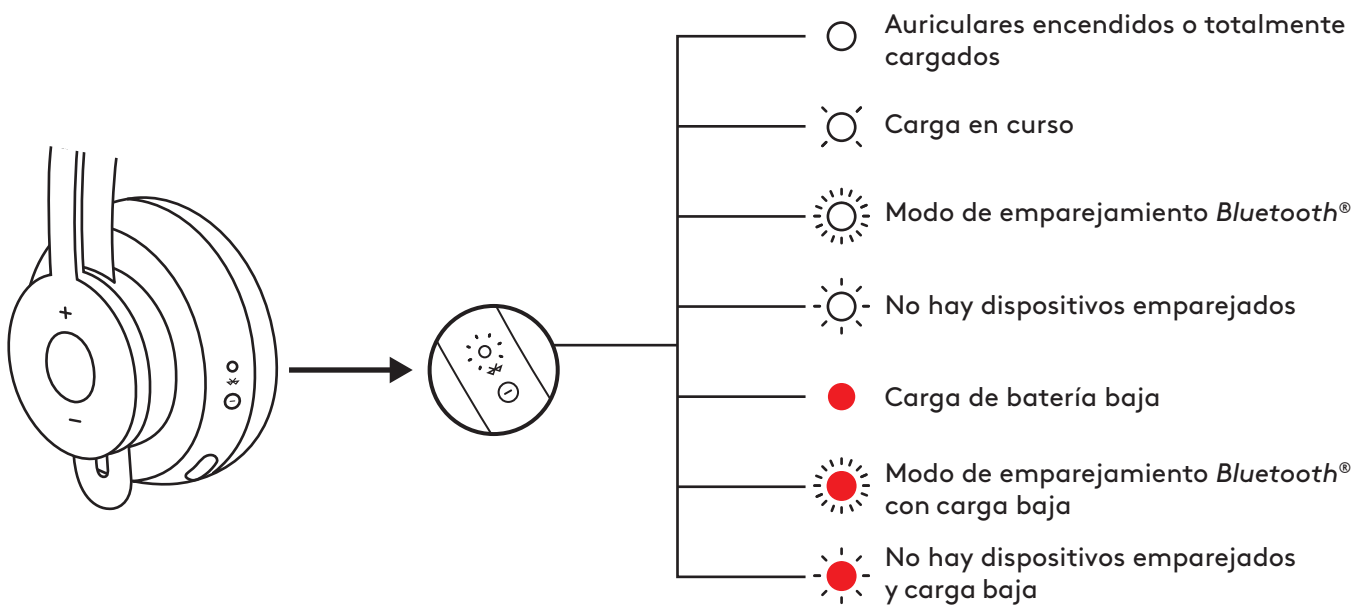 Auriculares encendidos o totalmente
cargados
Carga en curso
Modo de emparejamiento Bluetooth®
No hay dispositivos emparejados
Carga de batería baja
Modo de emparejamiento Bluetooth®
con carga baja
No hay dispositivos emparejados
y carga baja